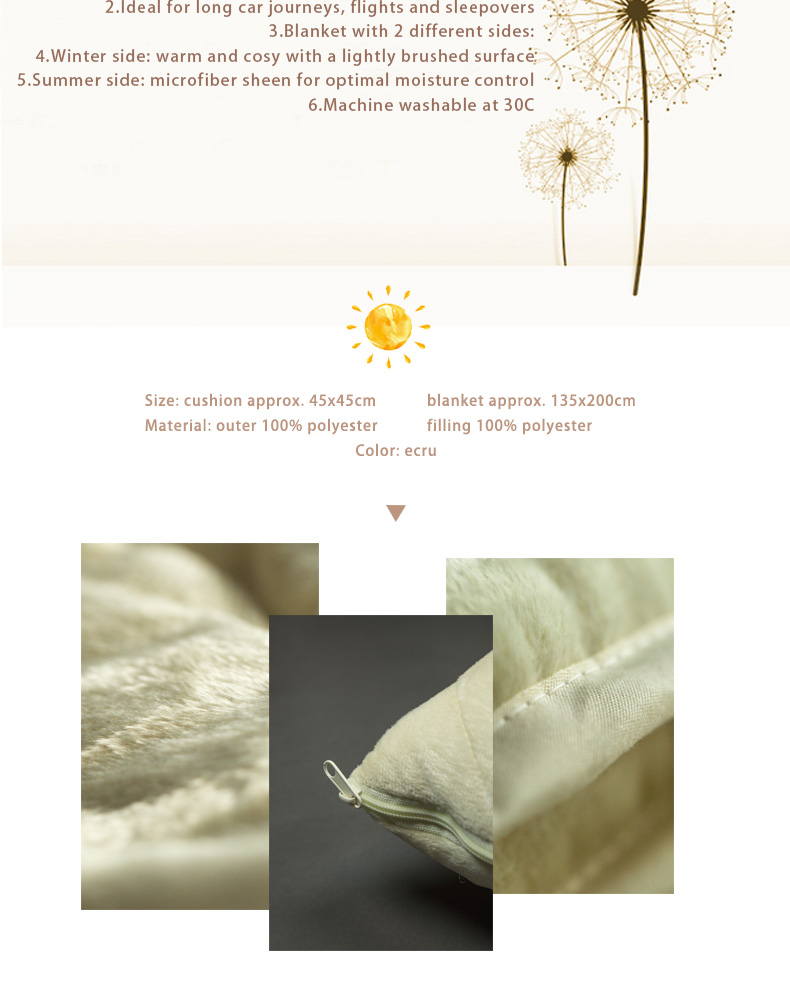 2.Ideal for long car journeys, flights and sleepovers
3.Blanket with 2 different sides:
4.Winter side: warm and cosy with a lightly brushed surface
5.Summer side: microfiber sheen for optimal moisture control
6.Machine washable at 30C
Size: cushion approx. 45x45cm blanket approx. 135x200cm
Material: outer 100% polyester filling 100% polyester
Color: ecru